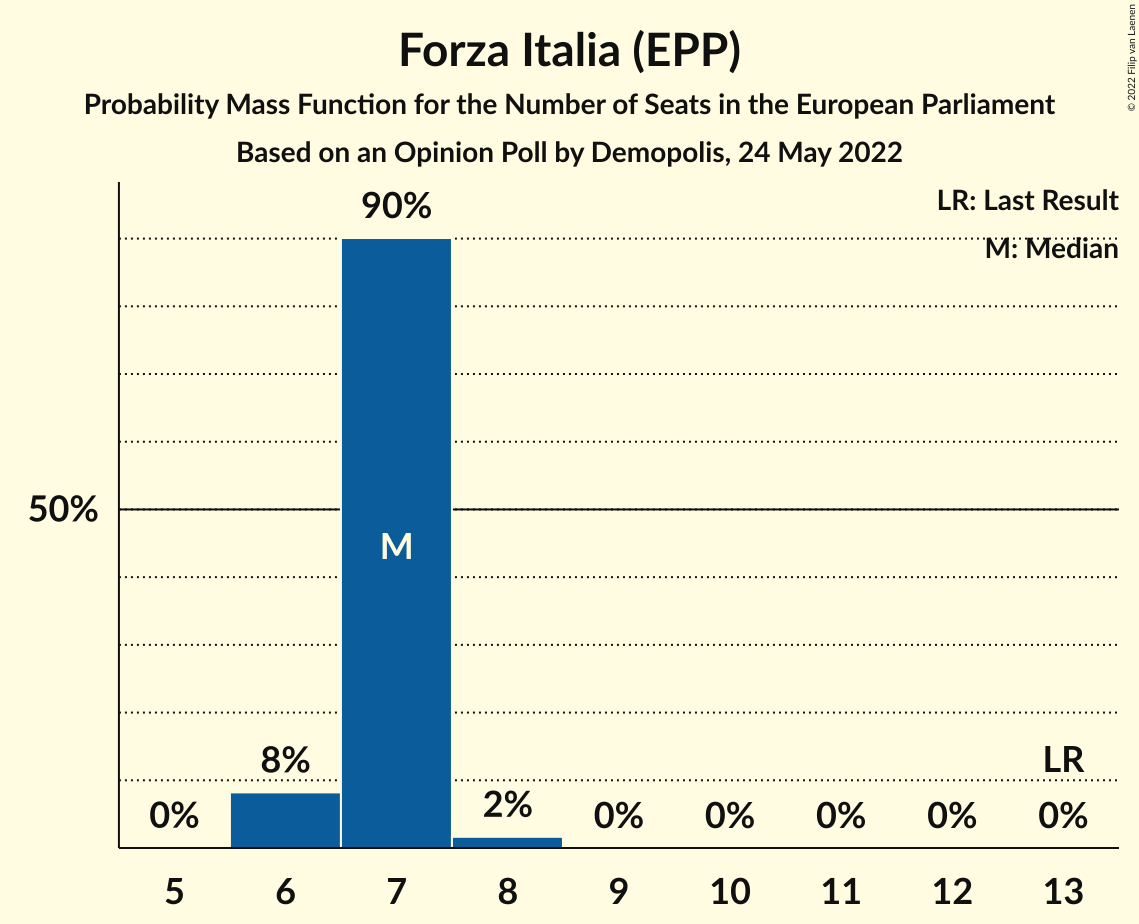 Forza Italia (EPP)
Probability Mass Function for the Number of Seats in the European Parliament
Based on an Opinion Poll by Demopolis, 24 May 2022
© 2022 Filip van Laenen
LR: Last Result
M: Median
90%
50%
M
8%
LR
0%
2%
0%
0%
0%
0%
0%
5 6 7 8 9 10 11 12 13